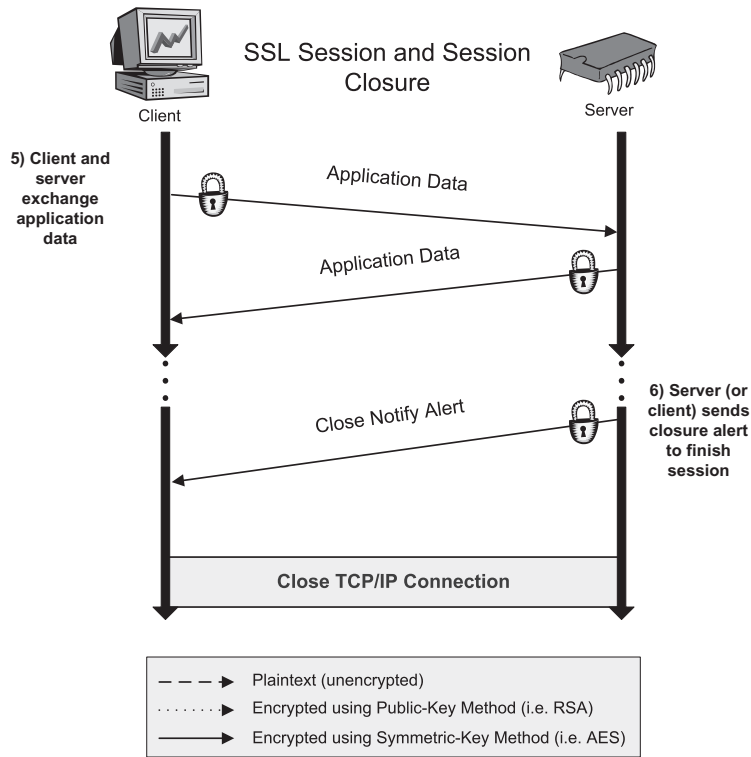 SSL Session and Session
Closure
Client
Server
5) Client and
server
exchange
application
data
Application Data
Application Data
6) Server (or
client) sends
closure alert
to finish
session
Close Notify Alert
Close TCP/IP Connection
Plaintext (unencrypted)
Encrypted using Public-Key Method (i.e. RSA)
Encrypted using Symmetric-Key Method (i.e. AES)